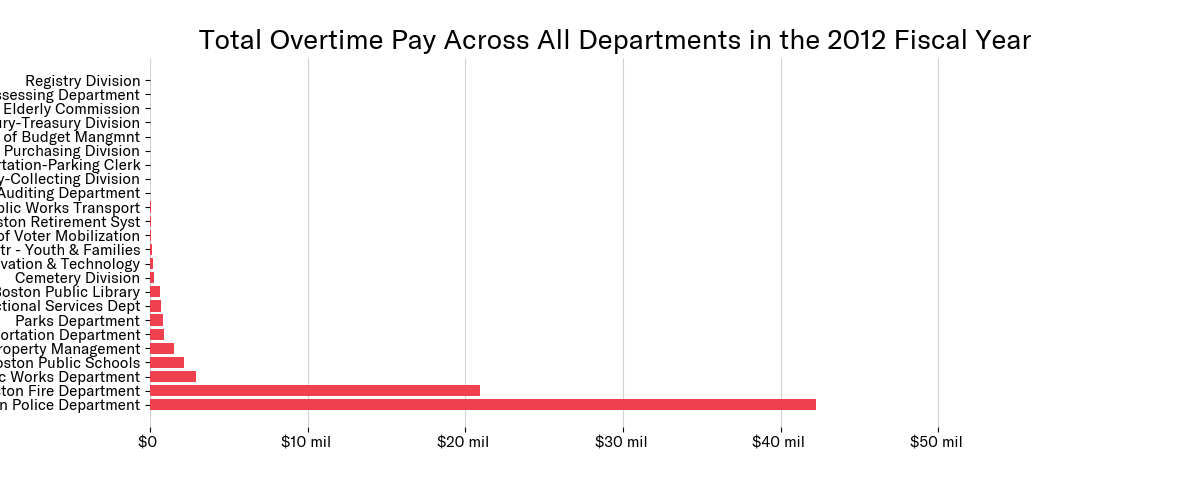 Total Overtime Pay Across All Departments in the 2012 Fiscal Year
Registry Division
ssessing Department
Elderly Commission
ury-Treasury Division
of Budget Mangmnt
Purchasing Division
rtation-Parking Clerk
y-Collecting Division
Auditing Department
blic Works Transport
ston Retirement Syst
of Voter Mobilization
tr - Youth & Families
vation & Technology
Cemetery Division
Boston Public Library
ctional Services Dept
Parks Department
ortation Department
roperty Management
oston Public Schools
c Works Department
ston Fire Department
n Police Department
$0 $10 mil $20 mil $30 mil $40 mil $50 mil